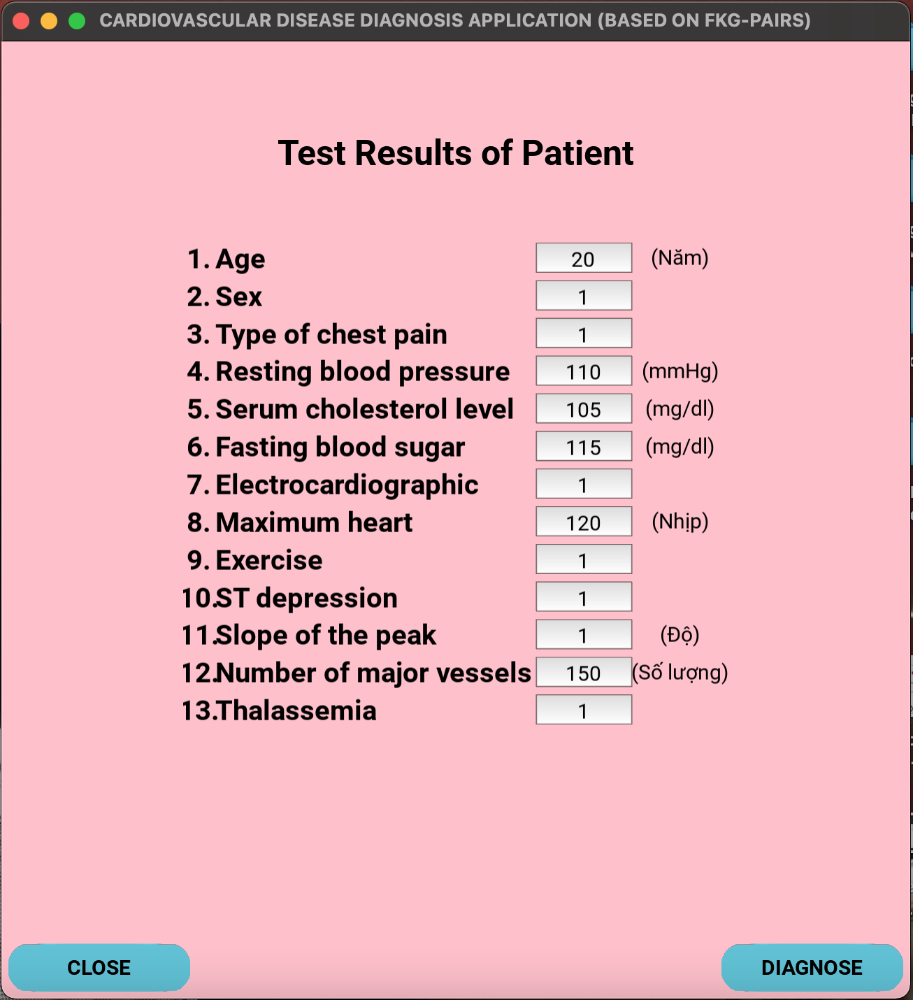 CARDIOVASCULAR DISEASE DIAGNOSIS APPLICATION (BASED ON FKG-PAIRS)
Test Results of Patient
1. Age 20 (Năm)
2. Sex 1
3. Type of chest pain 1
4. Resting blood pressure 110 (mmHg)
5. Serum cholesterol level 105 (mg/dl)
6. Fasting blood sugar 115 (mg/dl)
7. Electrocardiographic 1
8. Maximum heart 120 (Nhịp)
9. Exercise 1
10. ST depression 1
11. Slope of the peak 1 (Độ)
12. Number of major vessels 150 (Số lượng)
13. Thalassemia 1
CLOSE DIAGNOSE